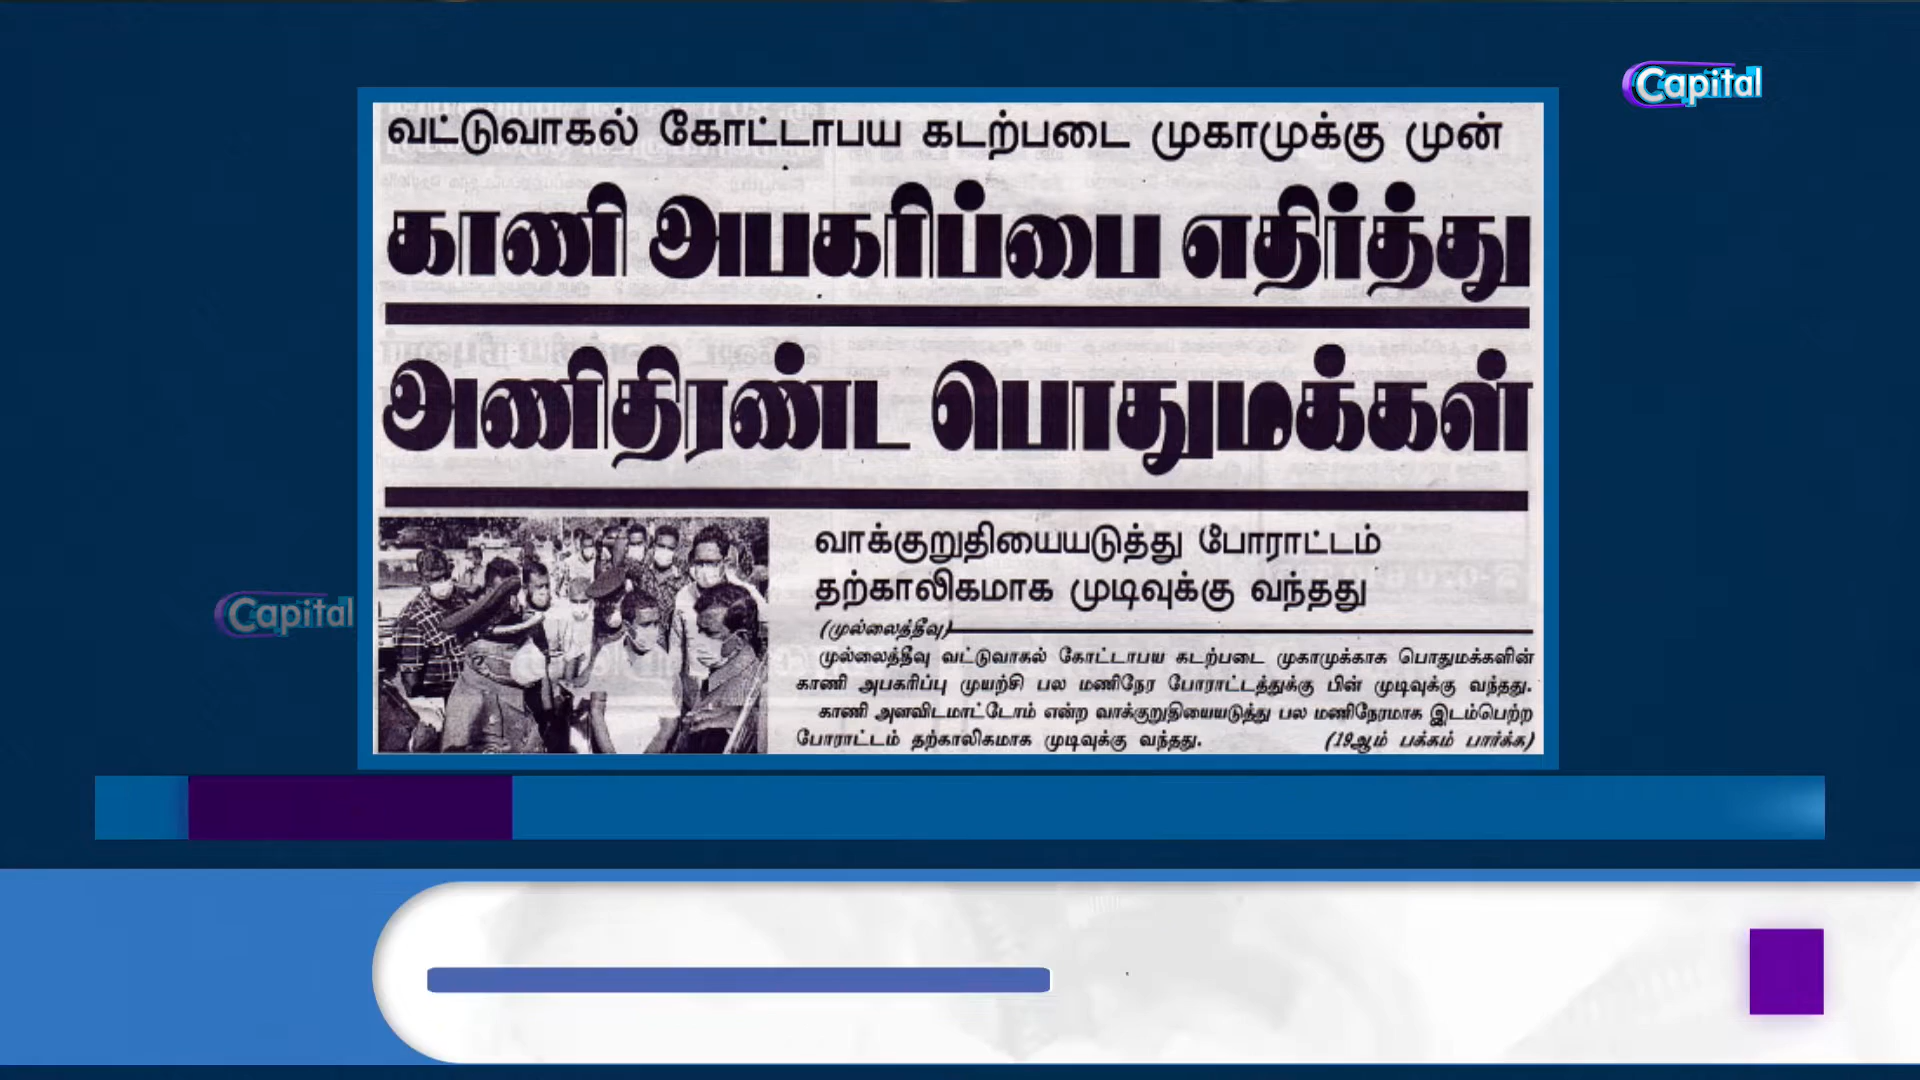 Capital
வட்டுவாகல் கோட்டாபய கடற்படை முகாமுக்கு முன்
காணி அபகரிப்பை எதிர்த்து
அணிதிரண்ட பொதுமக்கள்
வாக்குறுதியையடுத்து போராட்டம்
தற்காலிகமாக முடிவுக்கு வந்தது
Capital
(முல்லைத்தீவு)
முல்லைத்தீவு வட்டுவாகல் கோட்டாபய கடற்படை முகாமுக்காக பொதுமக்களின்
காணி அபகரிப்பு முயற்சி பல மணிநேர போராட்டத்துக்கு பின் முடிவுக்கு வந்தது.
காணி அளவிடமாட்டோம் என்ற வாக்குறுதியையடுத்து பல மணிநேரமாக இடம்பெற்ற
போராட்டம் தற்காலிகமாக முடிவுக்கு வந்தது. (19ஆம் பக்கம் பார்க்க)